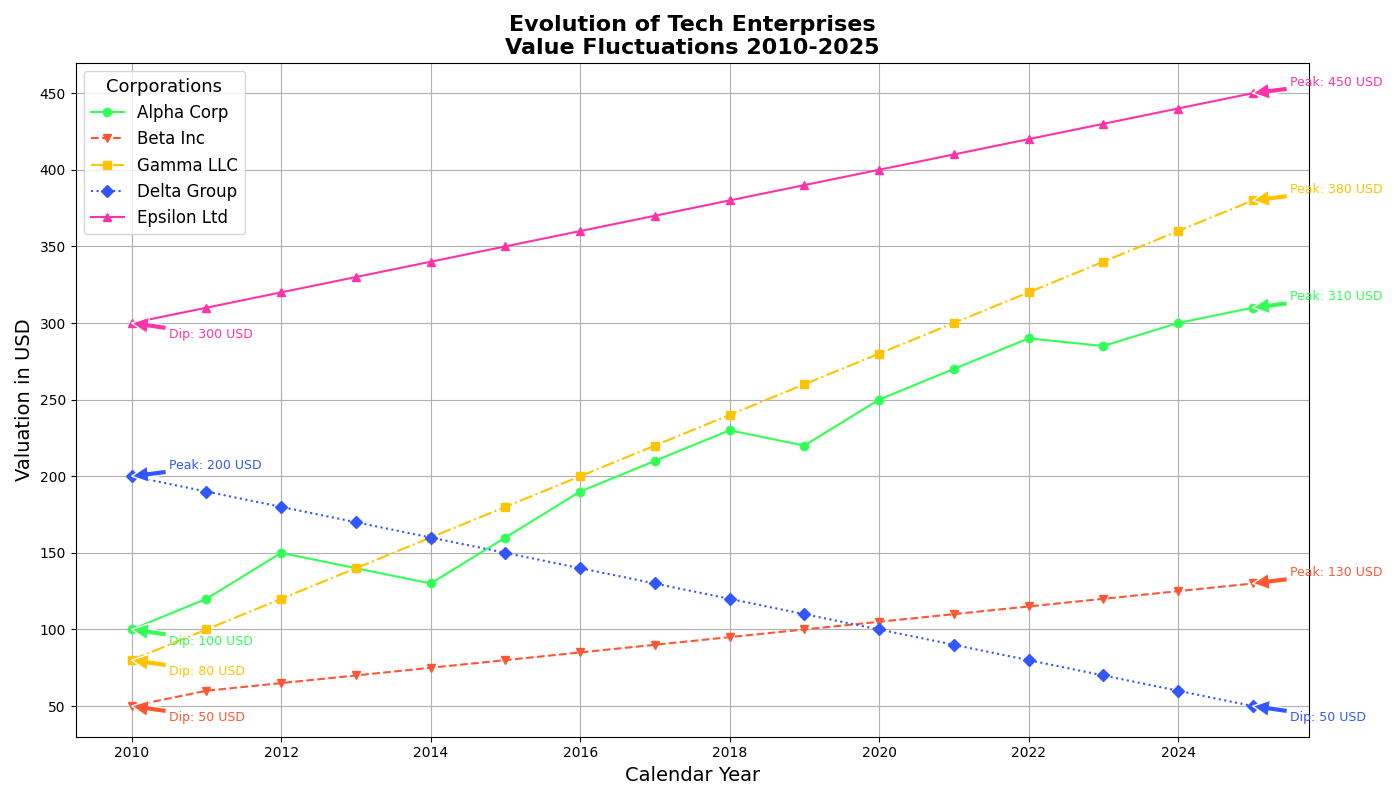 Evolution of Tech Enterprises
Value Fluctuations 2010-2025
Corporations
Alpha Corp
Beta Inc
Gamma LLC
Delta Group
Epsilon Ltd
Valuation in USD
450
400
350
300
250
200
150
100
50
Peak: 450 USD
Peak: 380 USD
Peak: 310 USD
Dip: 300 USD
Peak: 200 USD
Peak: 130 USD
Dip: 100 USD
Dip: 80 USD
Dip: 50 USD
Dip: 50 USD
2010
2012
2014
2016
2018
2020
2022
2024
Calendar Year